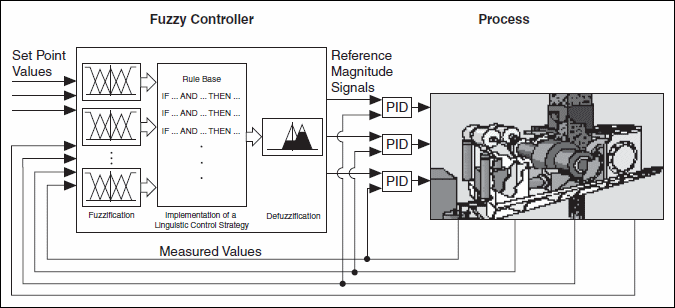 Fuzzy Controller
Process
Set Point
Values
Reference
Magnitude
Signals
Rule Base
IF ... AND ... THEN ...
IF ... AND ... THEN ...
IF ... AND ... THEN ...
PID
PID
PID
Fuzzification
Implementation of a
Linguistic Control Strategy
Defuzzification
Measured Values